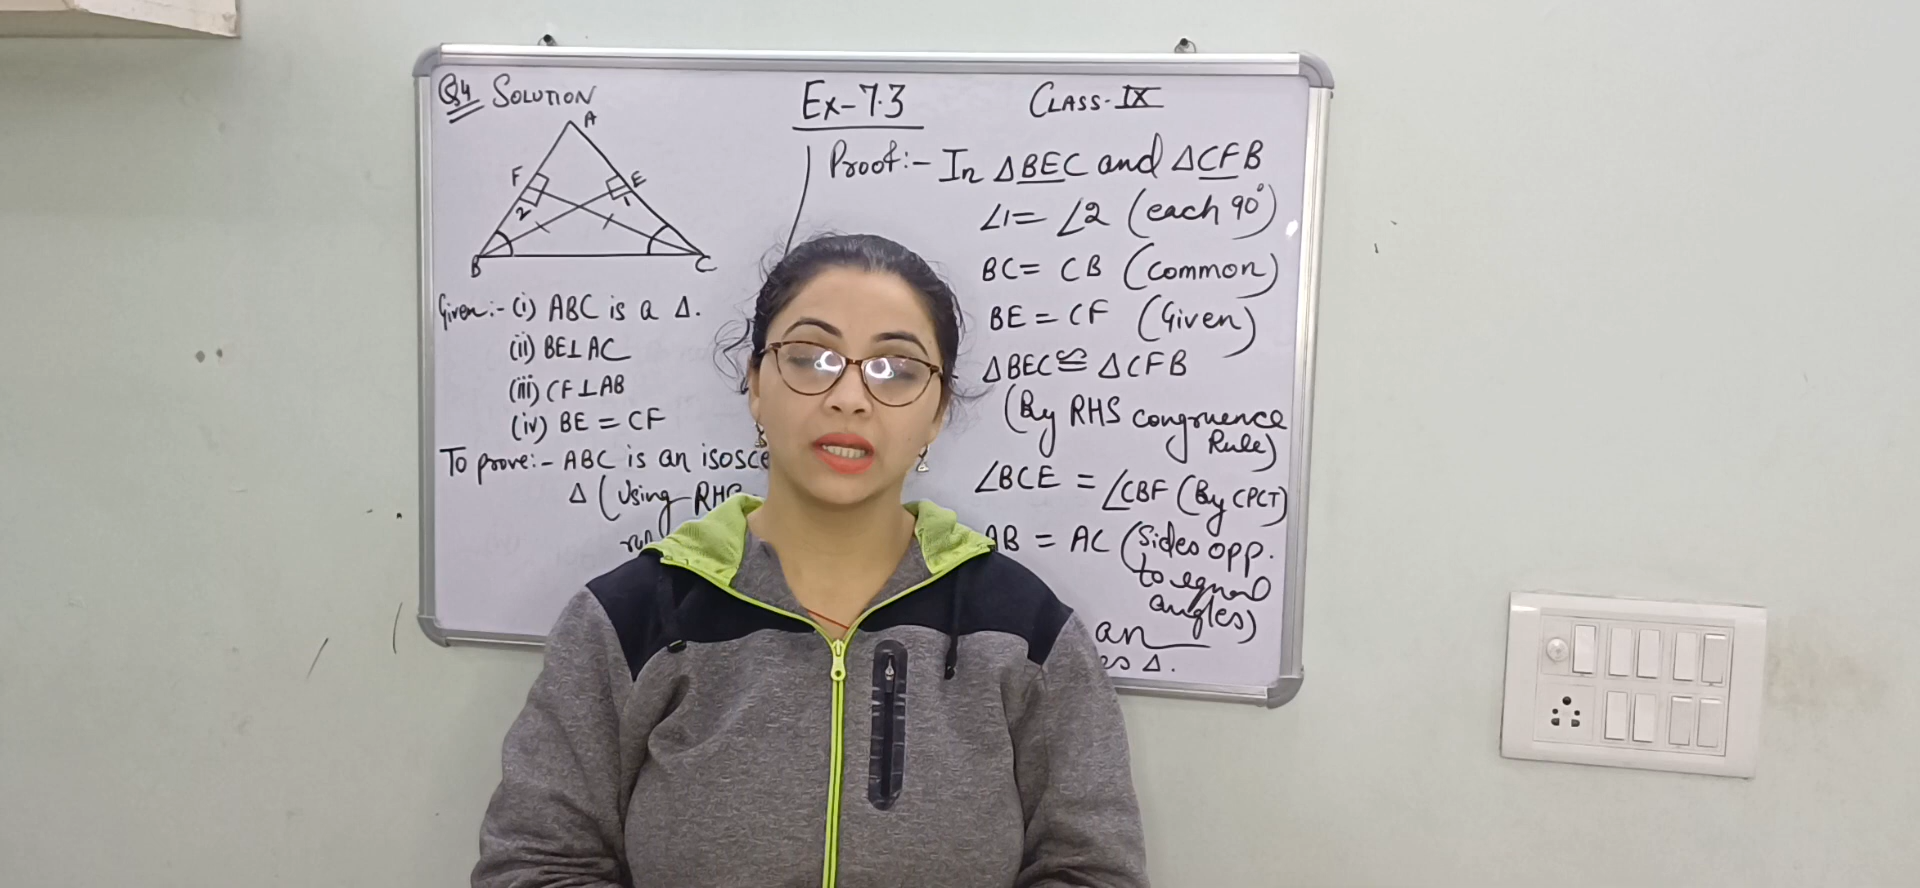 Q4 SOLUTION
Ex-7.3
CLASS-IX
A
F
E
2
1
B
C
Given:- (i) ABC is a Δ.
(ii) BE⊥AC
(iii) CF⊥AB
(iv) BE = CF
To prove:- ABC is an
Δ (Using
Proof:- In ΔBEC and ΔCFB
∠1 = ∠2 (each 90°)
BC = CB (Common)
BE = CF (Given)
ΔBEC ≅ ΔCFB
(By RHS congruence
Rule)
∠BCE = ∠CBF (By CPCT)
AB = AC (Sides opp.
to equal
angles)
an
Δ.